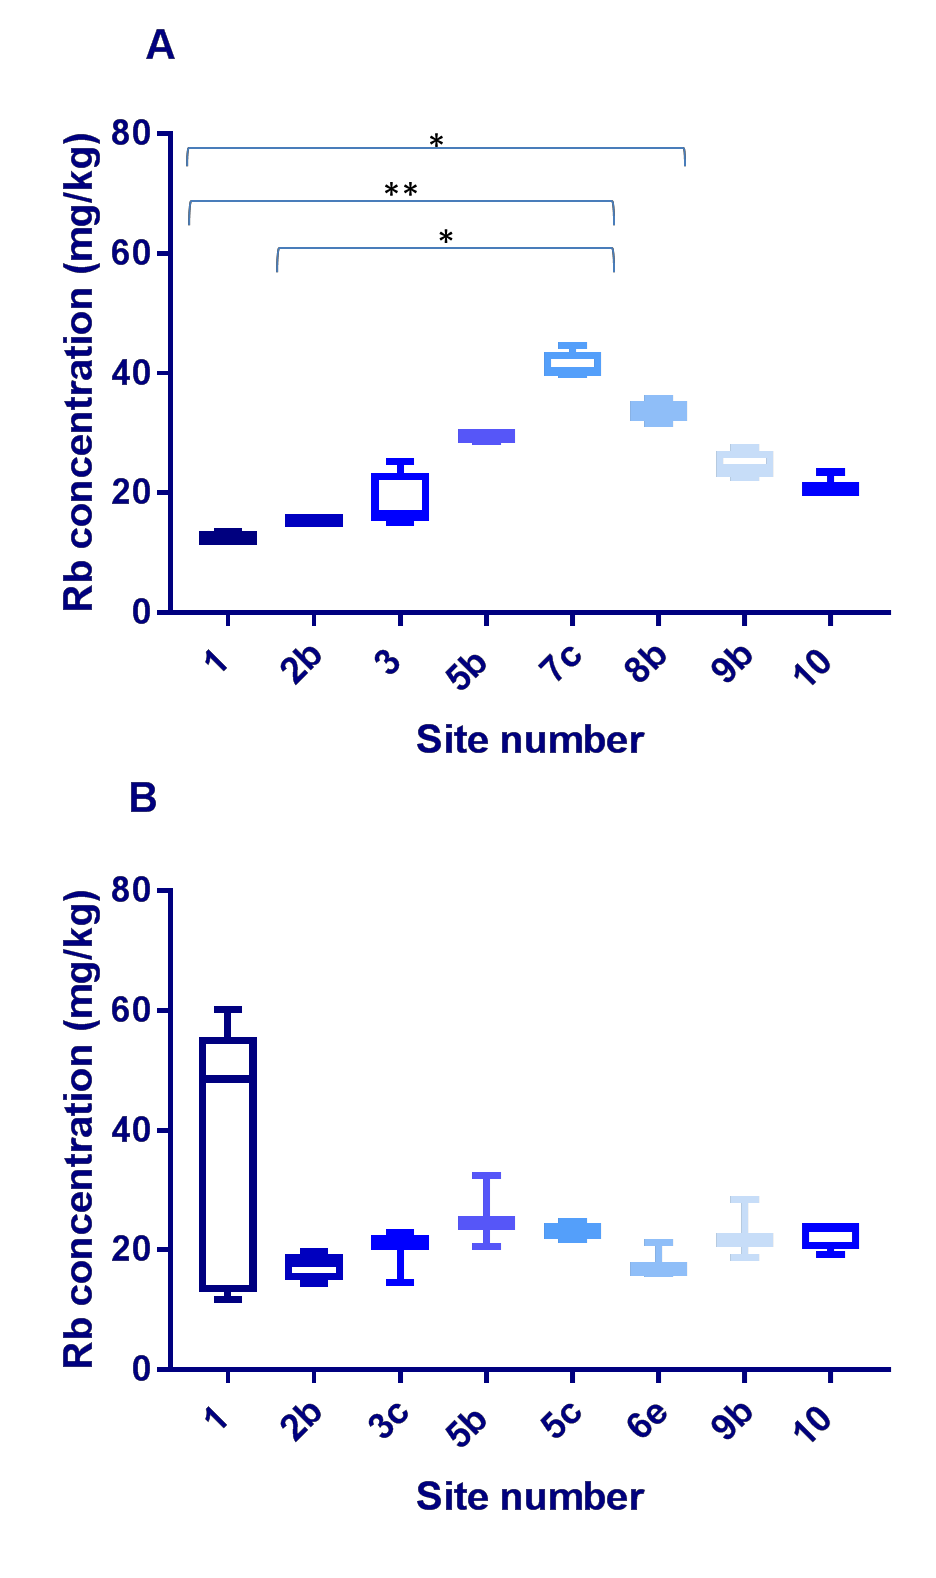 A
Rb concentration (mg/kg)
80
60
40
20
0
*
**
*
1 2b 3 5b 7c 8b 9b 10
Site number
B
Rb concentration (mg/kg)
80
60
40
20
0
1 2b 3c 5b 5c 6e 9b 10
Site number